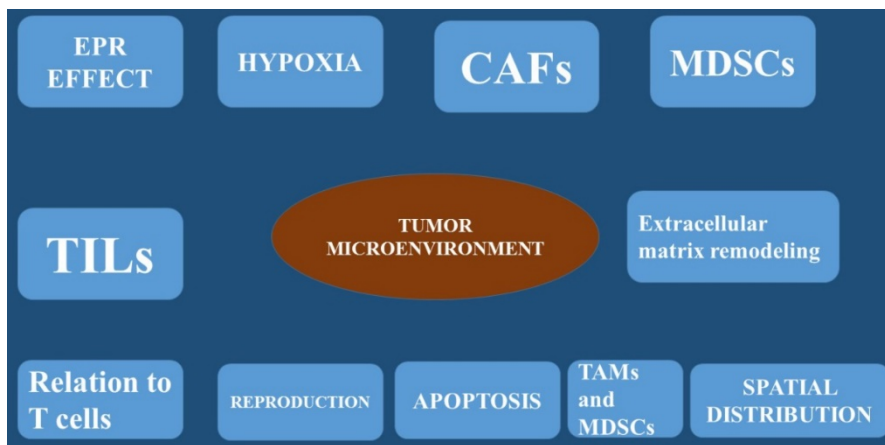 EPR
EFFECT
HYPOXIA
CAFs
MDSCs
TILs
TUMOR
MICROENVIRONMENT
Extracellular
matrix remodeling
Relation to
T cells
REPRODUCTION
APOPTOSIS
TAMs
and
MDSCs
SPATIAL
DISTRIBUTION